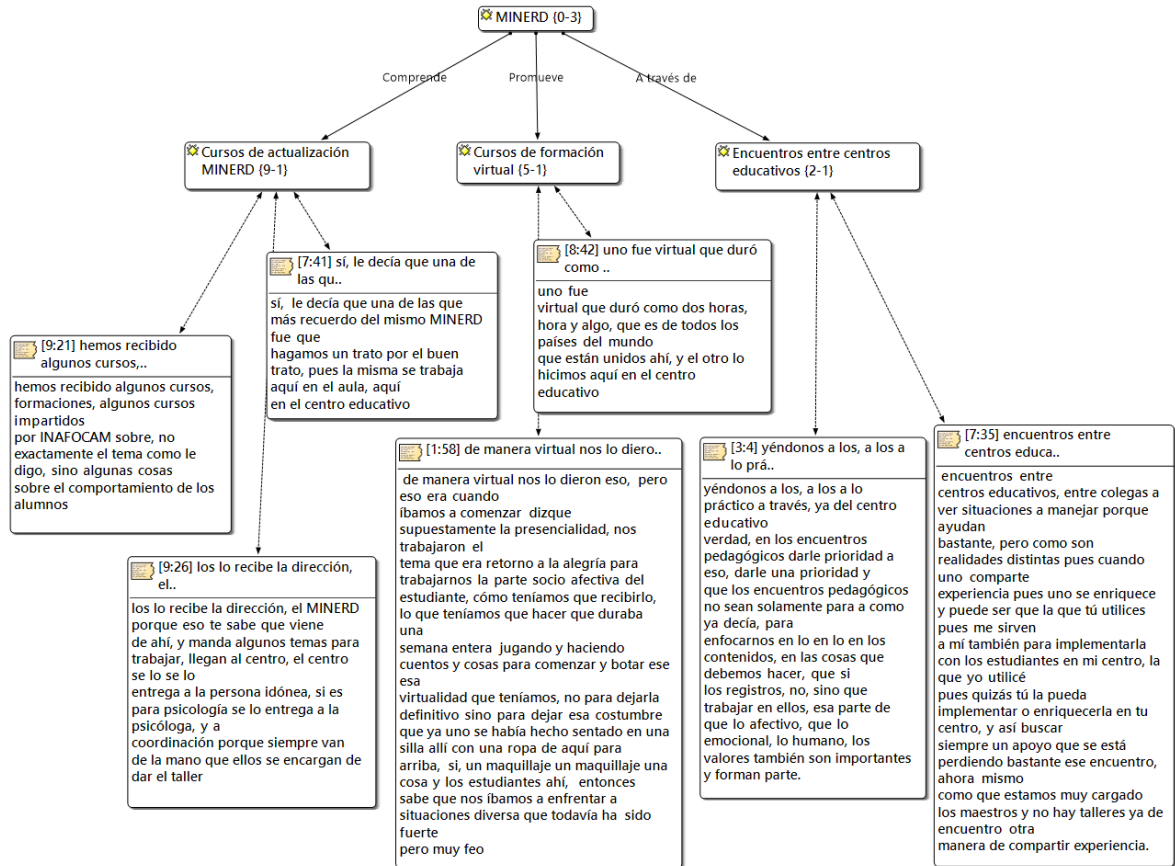 MINERD {0-3}
Comprende
Promueve
A través de
Cursos de actualización
MINERD {9-1}
Cursos de formación
virtual {5-1}
Encuentros entre centros
educativos {2-1}
[9:21] hemos recibido
algunos cursos,..
hemos recibido algunos cursos,
formaciones, algunos cursos
impartidos
por INAFOCAM sobre, no
exactamente el tema como le
digo, sino algunas cosas
sobre el comportamiento de los
alumnos
[7:41] sí, le decía que una de
las qu..
sí, le decía que una de las que
más recuerdo del mismo MINERD
fue que
hagamos un trato por el buen
trato, pues la misma se trabaja
aquí en el aula, aquí
en el centro educativo
[9:26] los lo recibe la dirección,
el..
los lo recibe la dirección, el MINERD
porque eso te sabe que viene
de ahí, y manda algunos temas para
trabajar, llegan al centro, el centro
se lo se lo
entrega a la persona idónea, si es
para psicología se lo entrega a la
psicóloga, y a
coordinación porque siempre van
de la mano que ellos se encargan de
dar el taller
[8:42] uno fue virtual que duró
como ..
uno fue
virtual que duró como dos horas,
hora y algo, que es de todos los
países del mundo
que están unidos ahí, y el otro lo
hicimos aquí en el centro
educativo
[1:58] de manera virtual nos lo diero..
de manera virtual nos lo dieron eso, pero
eso era cuando
íbamos a comenzar dizque
supuestamente la presencialidad, nos
trabajaron el
tema que era retorno a la alegría para
trabajarnos la parte socio afectiva del
estudiante, cómo teníamos que recibirlo,
lo que teníamos que hacer que duraba
una
semana entera jugando y haciendo
cuentos y cosas para comenzar y botar ese
esa
virtualidad que teníamos, no para dejarla
definitivo sino para dejar esa costumbre
que ya uno se había hecho sentado en una
silla allí con una ropa de aquí para
arriba, si, un maquillaje un maquillaje una
cosa y los estudiantes ahí, entonces
sabe que nos íbamos a enfrentar a
situaciones diversa que todavía ha sido
fuerte
pero muy feo
[3:4] yéndonos a los, a los a
lo prá..
yéndonos a los, a los a lo
práctico a través, ya del centro
educativo
verdad, en los encuentros
pedagógicos darle prioridad a
eso, darle una prioridad y
que los encuentros pedagógicos
no sean solamente para a como
ya decía, para
enfocarnos en lo en lo en los
contenidos, en las cosas que
debemos hacer, que si
los registros, no, sino que
trabajar en ellos, esa parte de
que lo afectivo, que lo
emocional, lo humano, los
valores también son importantes
y forman parte.
[7:35] encuentros entre
centros educa..
encuentros entre
centros educativos, entre colegas a
ver situaciones a manejar porque
ayudan
bastante, pero como son
realidades distintas pues cuando
uno comparte
experiencia pues uno se enriquece
y puede ser que la que tú utilices
pues me sirven
a mí también para implementarla
con los estudiantes en mi centro, la
que yo utilicé
pues quizás tú la pueda
implementar o enriquecerla en tu
centro, y así buscar
siempre un apoyo que se está
perdiendo bastante ese encuentro,
ahora mismo
como que estamos muy cargado
los maestros y no hay talleres ya de
encuentro otra
manera de compartir experiencia.